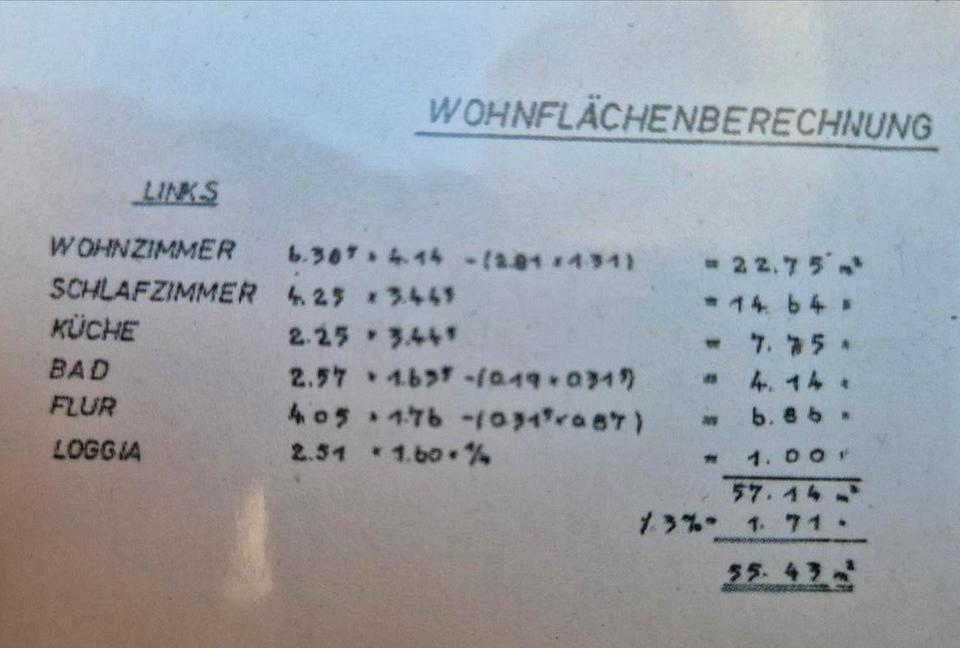 WOHNFLÄCHENBERECHNUNG
LINKS
WOHNZIMMER 6.38⁵ × 4.14 -(2.81 × 1.31) = 22.75 m²
SCHLAFZIMMER 4.25 × 3.44⁵ = 14.64 "
KÜCHE 2.25 × 3.44⁵ = 7.75 "
BAD 2.57 × 1.63⁵ -(0.19 × 0.31⁵) = 4.14 "
FLUR 4.05 × 1.76 -(0.31⁵ × 0.87) = 6.86 "
LOGGIA 2.51 × 1.60 × ¼ = 1.00 "
57.14 m²
⁒ 3% = 1.71 "
55.43 m²